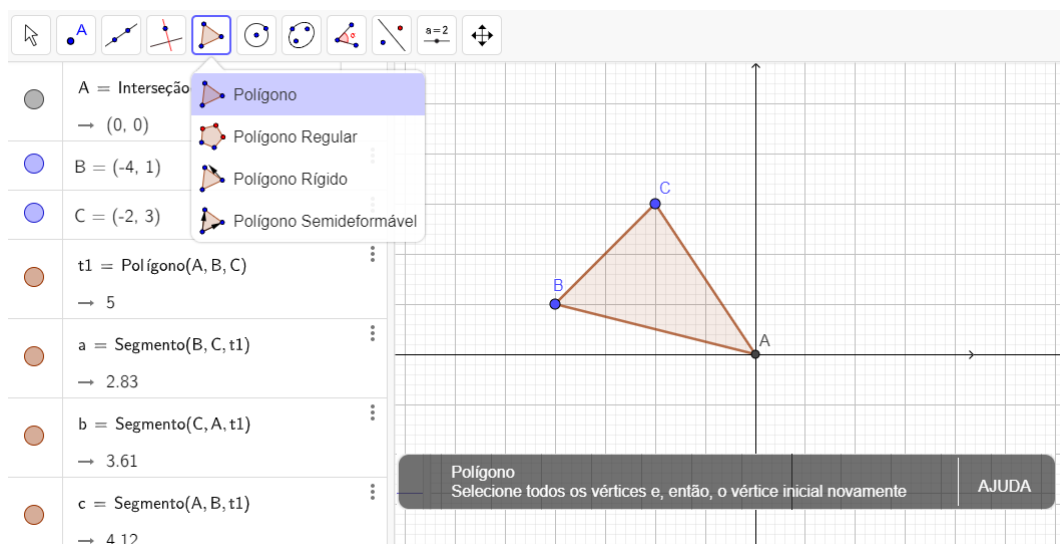 A
a=2
A = Interseção
→ (0, 0)
B = (-4, 1)
C = (-2, 3)
t1 = Polígono(A, B, C)
→ 5
a = Segmento(B, C, t1)
→ 2.83
b = Segmento(C, A, t1)
→ 3.61
c = Segmento(A, B, t1)
→ 4.12
Polígono
Polígono Regular
Polígono Rígido
Polígono Semideformável
C
B
A
Polígono
Selecione todos os vértices e, então, o vértice inicial novamente
AJUDA